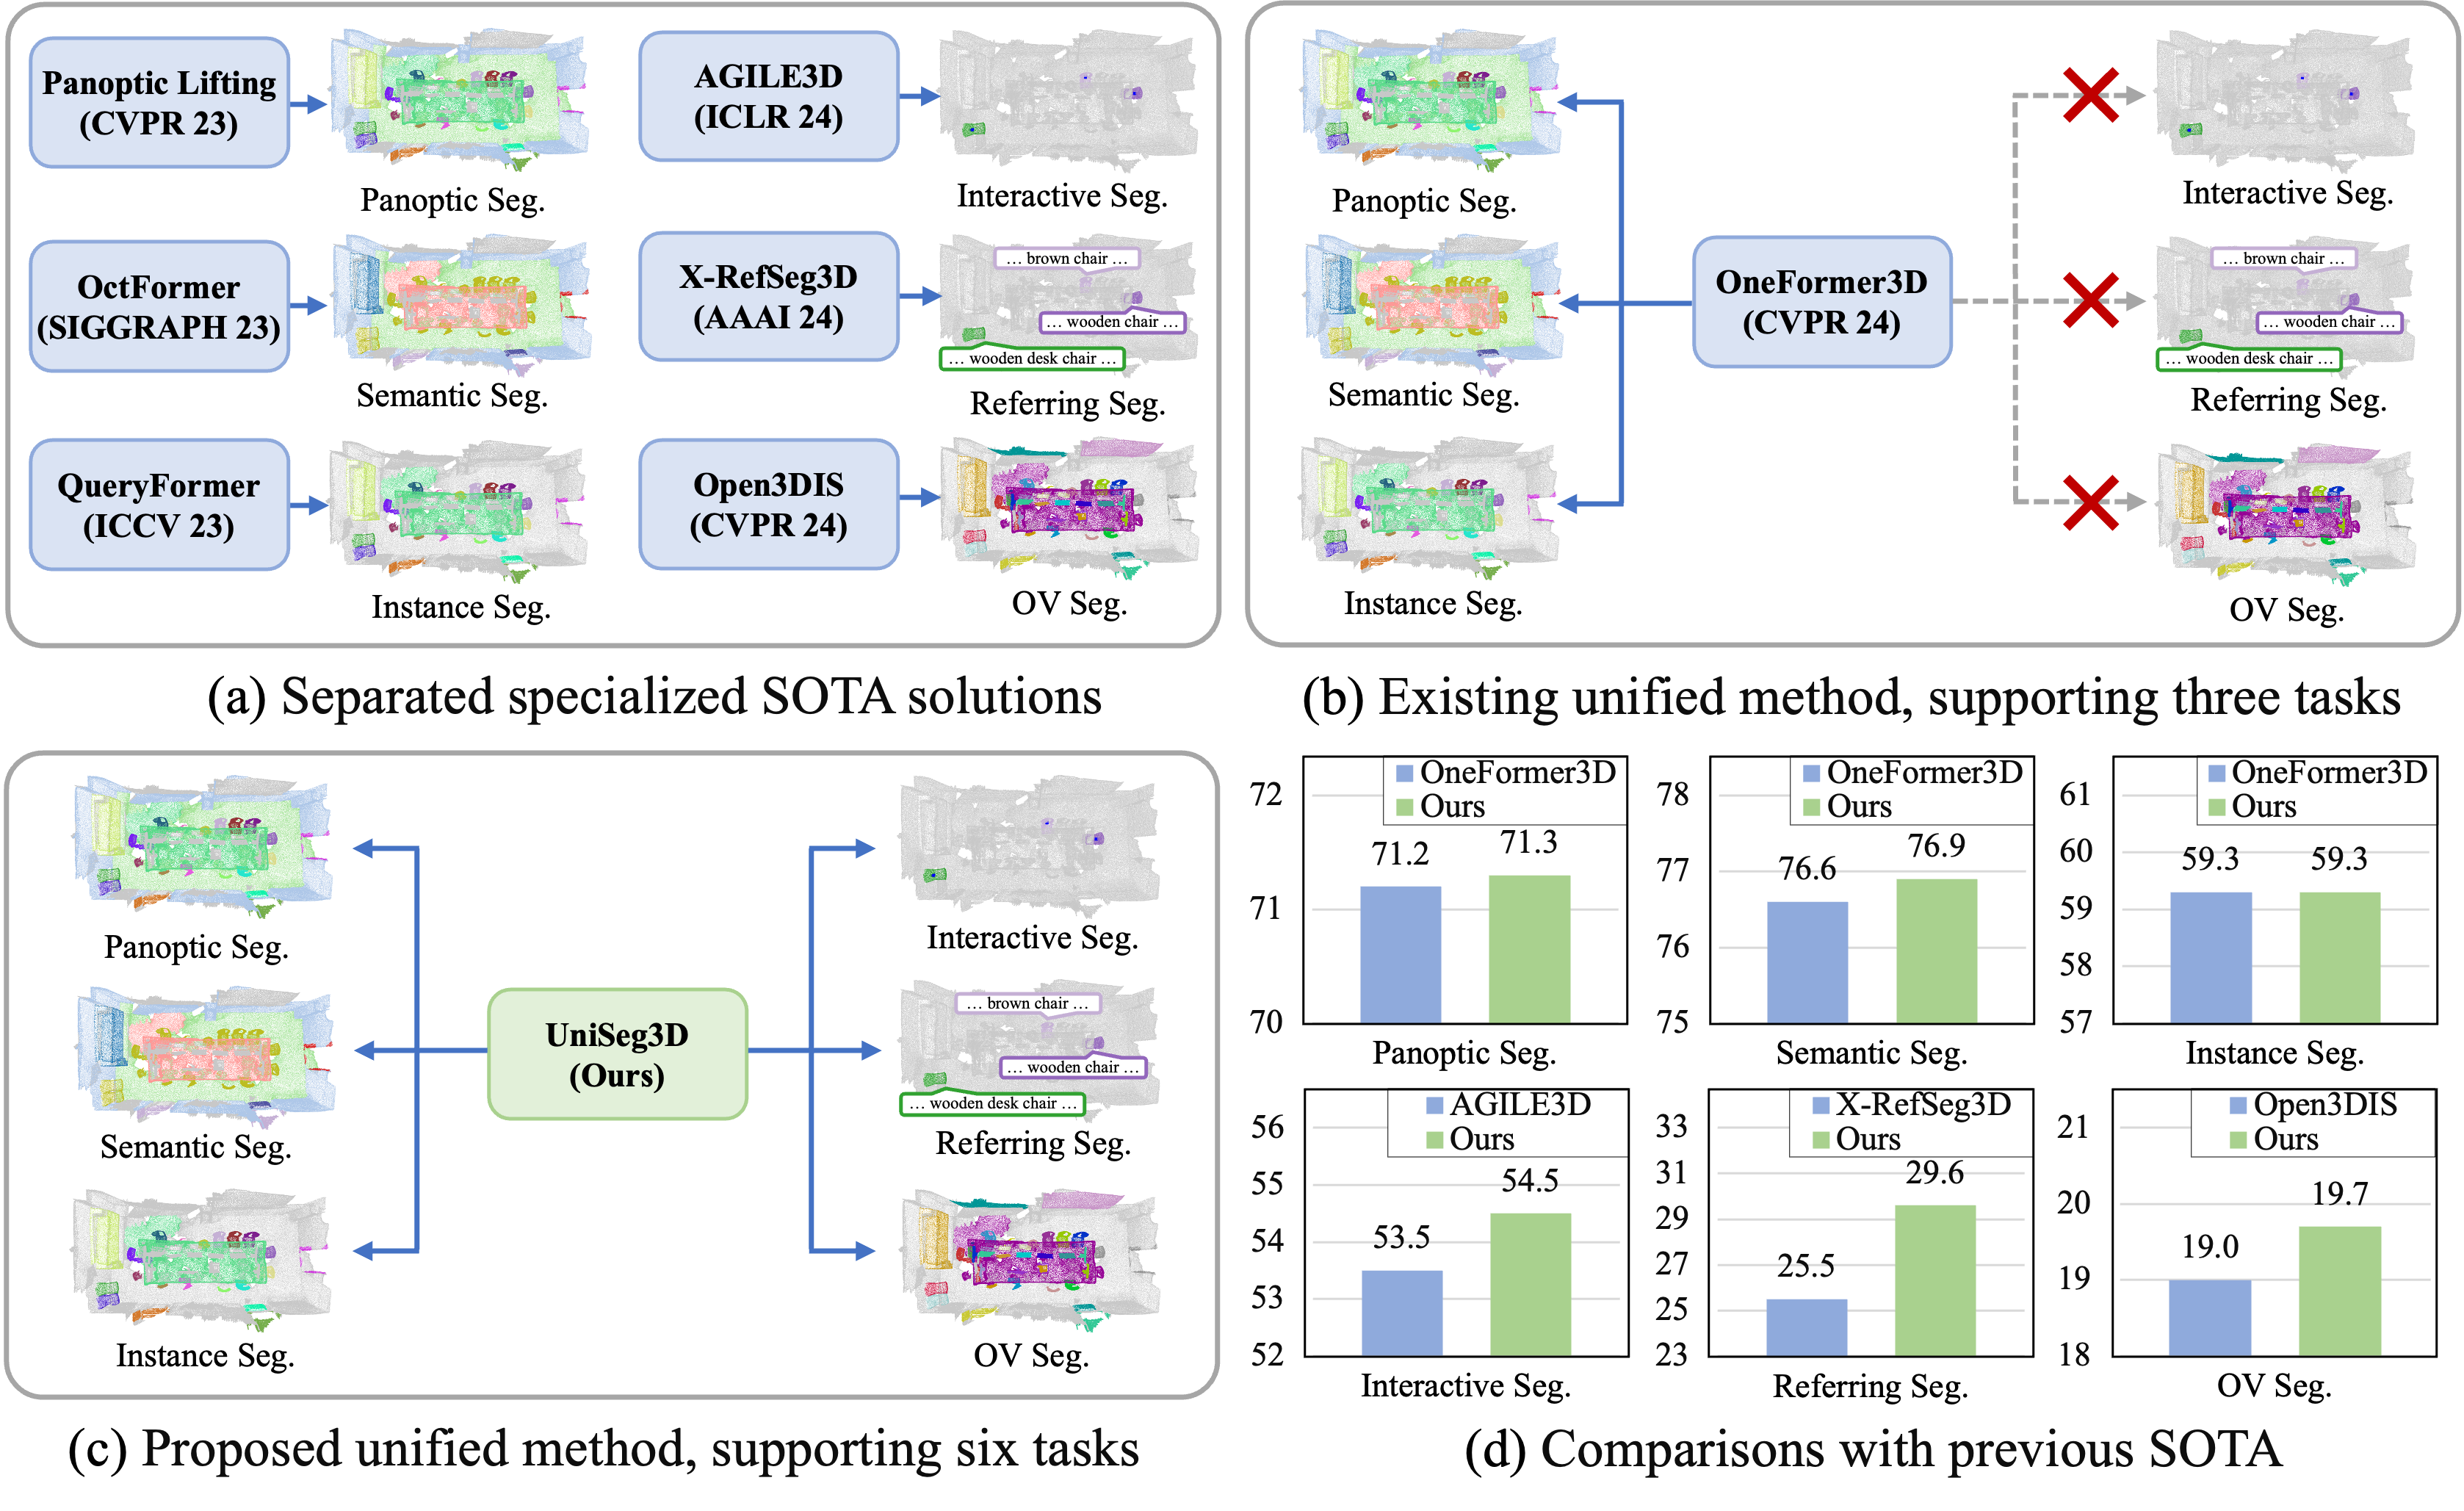 Panoptic Lifting
(CVPR 23)
Panoptic Seg.
AGILE3D
(ICLR 24)
Interactive Seg.
OctFormer
(SIGGRAPH 23)
Semantic Seg.
X-RefSeg3D
(AAAI 24)
... brown chair ...
... wooden chair ...
... wooden desk chair ...
Referring Seg.
QueryFormer
(ICCV 23)
Instance Seg.
Open3DIS
(CVPR 24)
OV Seg.
(a) Separated specialized SOTA solutions
Panoptic Seg.
Semantic Seg.
Instance Seg.
OneFormer3D
(CVPR 24)
Interactive Seg.
... brown chair ...
... wooden chair ...
... wooden desk chair ...
Referring Seg.
OV Seg.
(b) Existing unified method, supporting three tasks
Panoptic Seg.
Semantic Seg.
Instance Seg.
UniSeg3D
(Ours)
Interactive Seg.
... brown chair ...
... wooden chair ...
... wooden desk chair ...
Referring Seg.
OV Seg.
(c) Proposed unified method, supporting six tasks
OneFormer3D
Ours
72
71
70
71.2
71.3
Panoptic Seg.
OneFormer3D
Ours
78
77
76
75
76.6
76.9
Semantic Seg.
OneFormer3D
Ours
61
60
59
58
57
59.3
59.3
Instance Seg.
AGILE3D
Ours
56
55
54
53
52
53.5
54.5
Interactive Seg.
X-RefSeg3D
Ours
33
31
29
27
25
23
25.5
29.6
Referring Seg.
Open3DIS
Ours
21
20
19
18
19.0
19.7
OV Seg.
(d) Comparisons with previous SOTA